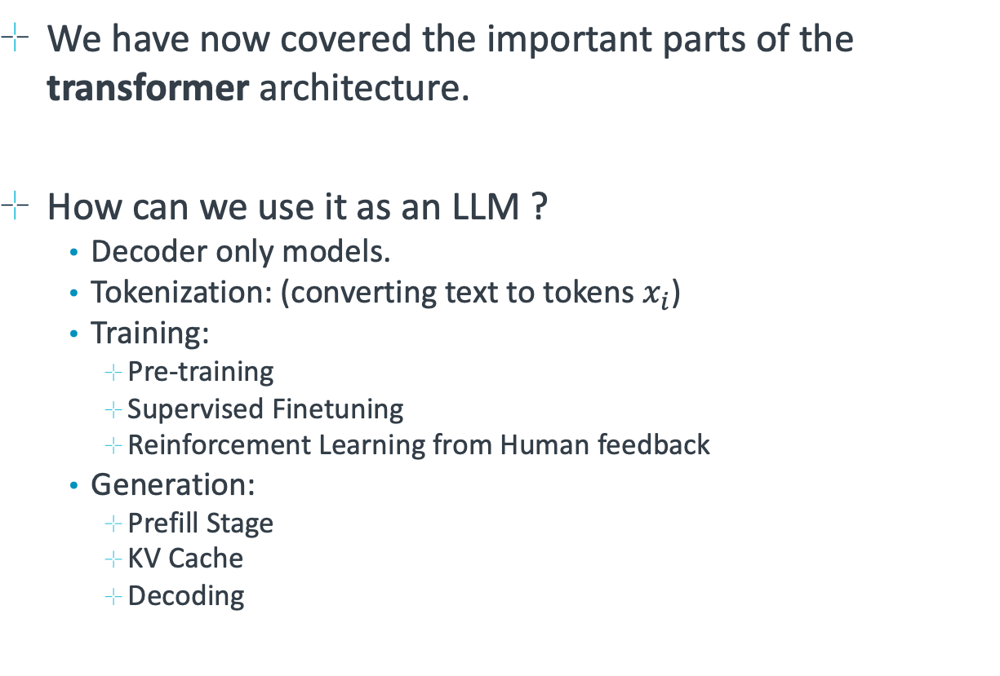 We have now covered the important parts of the
transformer architecture.
How can we use it as an LLM ?
Decoder only models.
Tokenization: (converting text to tokens xᵢ)
Training:
Pre-training
Supervised Finetuning
Reinforcement Learning from Human feedback
Generation:
Prefill Stage
KV Cache
Decoding